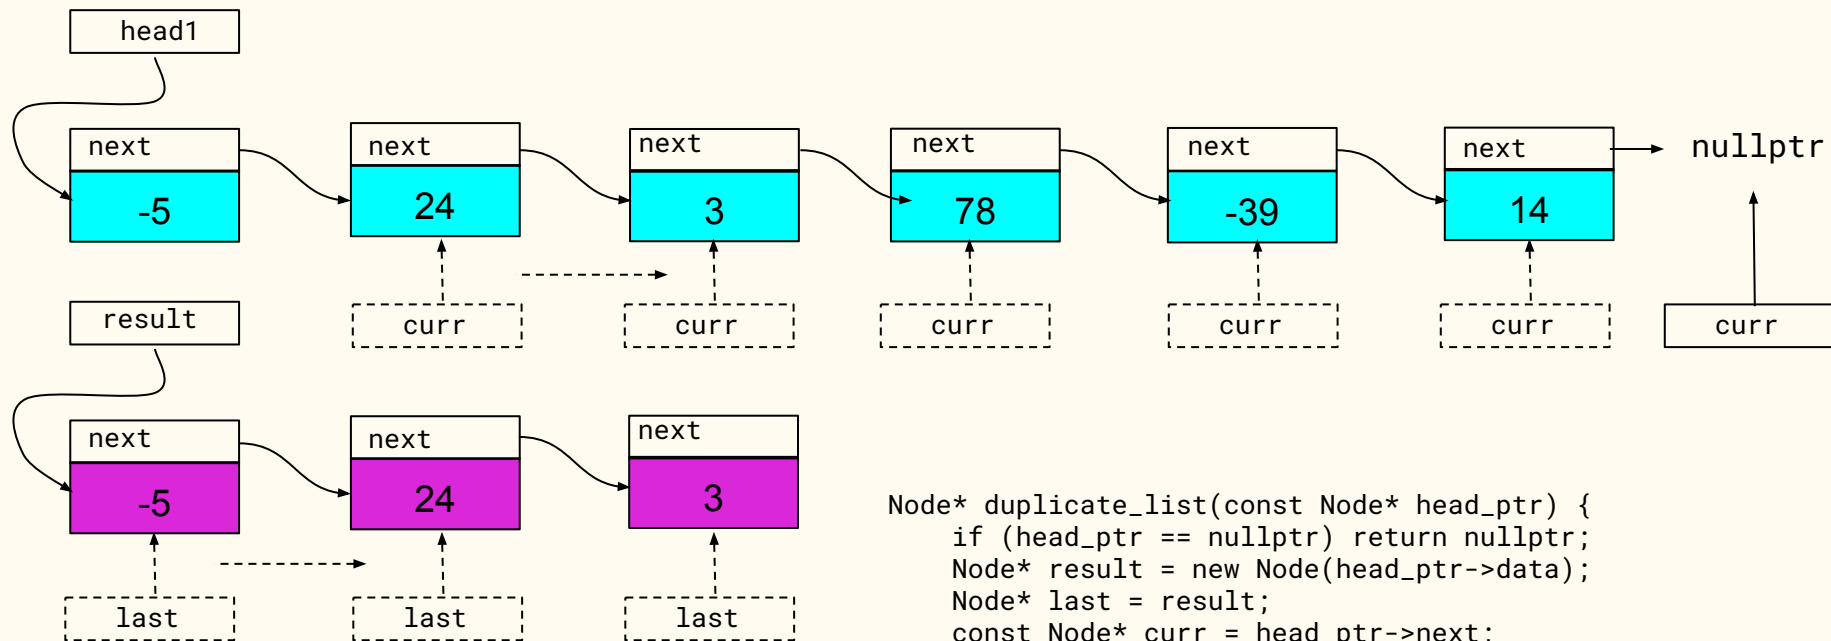 head1
next
next
next
next
next
next
nullptr
-5
24
3
78
-39
14
result
curr
curr
curr
curr
curr
curr
next
next
next
-5
24
3
last
last
last
Node* duplicate_list(const Node* head_ptr) {
if (head_ptr == nullptr) return nullptr;
Node* result = new Node(head_ptr->data);
Node* last = result;
const Node* curr = head_ptr->next;